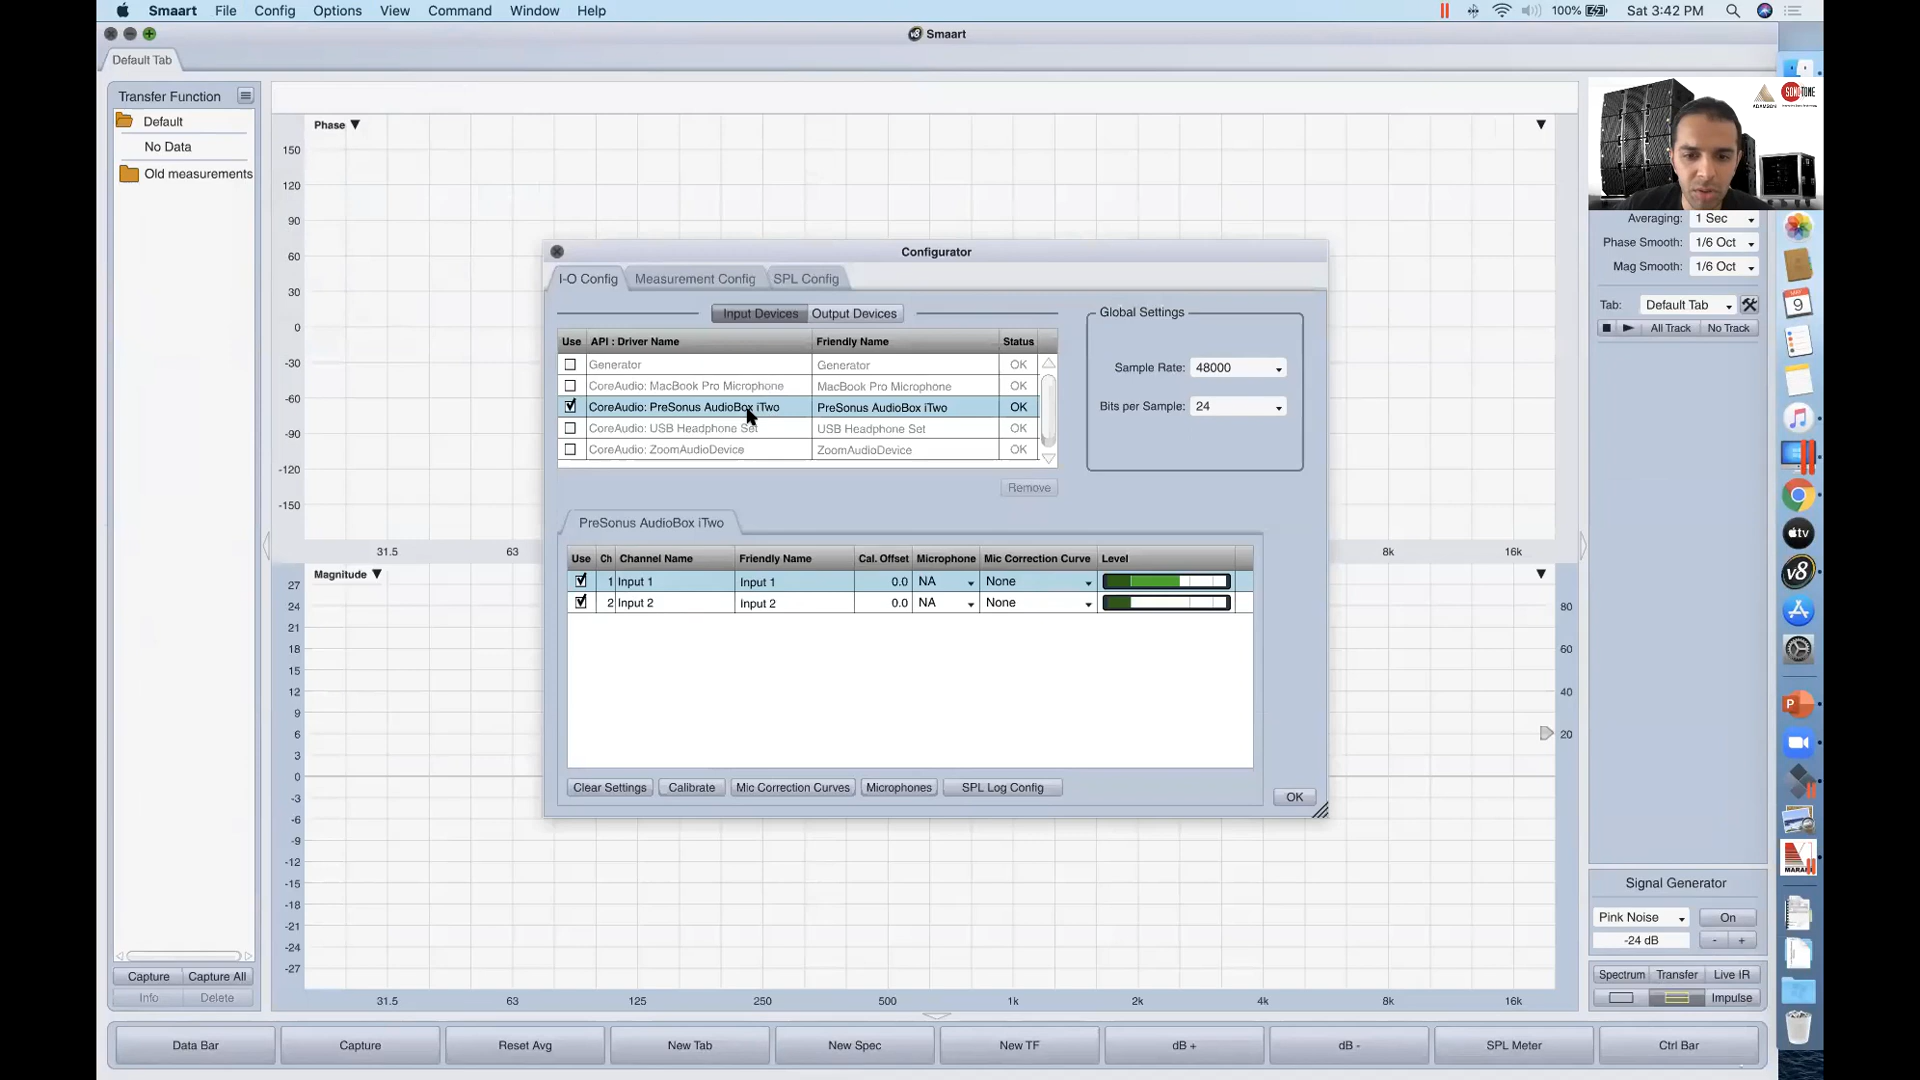 Smaart File Config Options View Command Window Help 100% Sat 3:42 PM
v8 Smaart
Default Tab
Transfer Function
Default
No Data
Old measurements
Capture Capture All
Info Delete
Phase
150
120
90
60
30
0
-30
-60
-90
-120
-150
31.5 63 8k 16k
Magnitude
27
24
21
18
15
12
9
6
3
0
-3
-6
-9
-12
-15
-18
-21
-24
-27
80
60
40
20
31.5 63 125 250 500 1k 2k 4k 8k 16k
Configurator
I-O Config Measurement Config SPL Config
Input Devices Output Devices
Use API : Driver Name Friendly Name Status
Generator Generator OK
CoreAudio: MacBook Pro Microphone MacBook Pro Microphone OK
CoreAudio: PreSonus AudioBox iTwo PreSonus AudioBox iTwo OK
CoreAudio: USB Headphone Set USB Headphone Set OK
CoreAudio: ZoomAudioDevice ZoomAudioDevice OK
Remove
Global Settings
Sample Rate: 48000
Bits per Sample: 24
PreSonus AudioBox iTwo
Use Ch Channel Name Friendly Name Cal. Offset Microphone Mic Correction Curve Level
1 Input 1 Input 1 0.0 NA None
2 Input 2 Input 2 0.0 NA None
Clear Settings Calibrate Mic Correction Curves Microphones SPL Log Config
OK
ADAMSON
Averaging: 1 Sec
Phase Smooth: 1/6 Oct
Mag Smooth: 1/6 Oct
Tab: Default Tab
All Track No Track
Signal Generator
Pink Noise On
-24 dB - +
Spectrum Transfer Live IR
Impulse
9
tv
v8
P
Data Bar Capture Reset Avg New Tab New Spec New TF dB + dB - SPL Meter Ctrl Bar